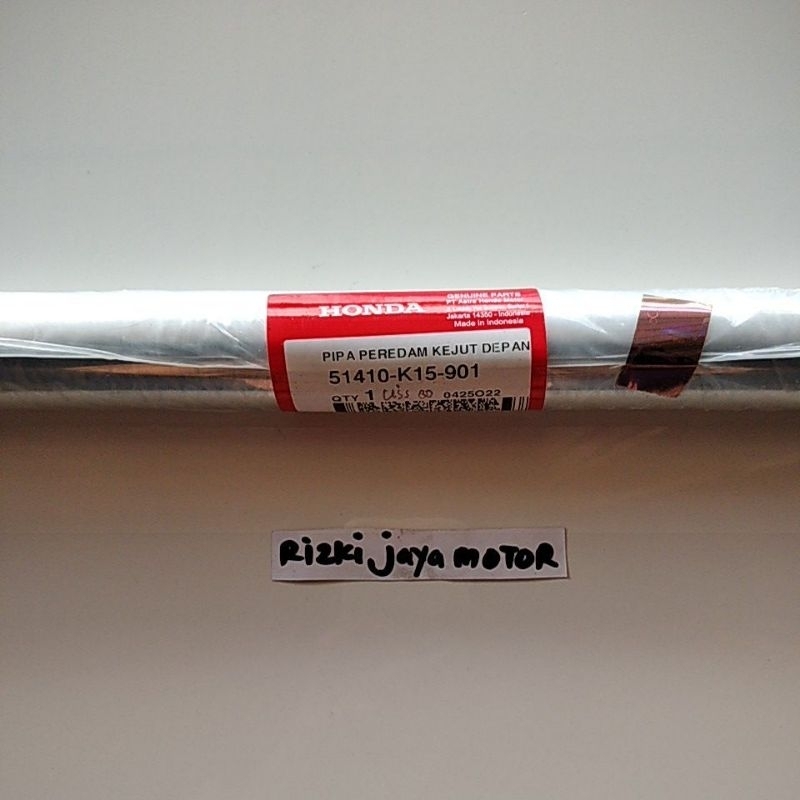 HONDA
GENUINE PARTS
PT Astra Honda Motor
Jakarta 14350 - Indonesia
Made in Indonesia
PIPA PEREDAM KEJUT DEPAN
51410-K15-901
QTY 1
0425O22
Rizki jaya MOTOR